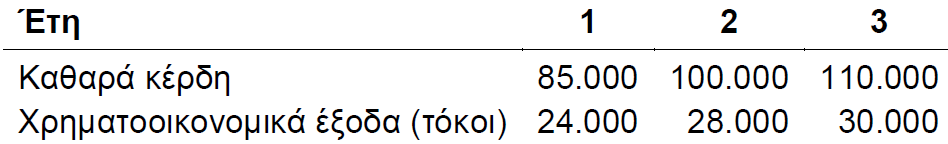 Έτη 1 2 3
Καθαρά κέρδη 85.000 100.000 110.000
Χρηματοοικονομικά έξοδα (τόκοι) 24.000 28.000 30.000